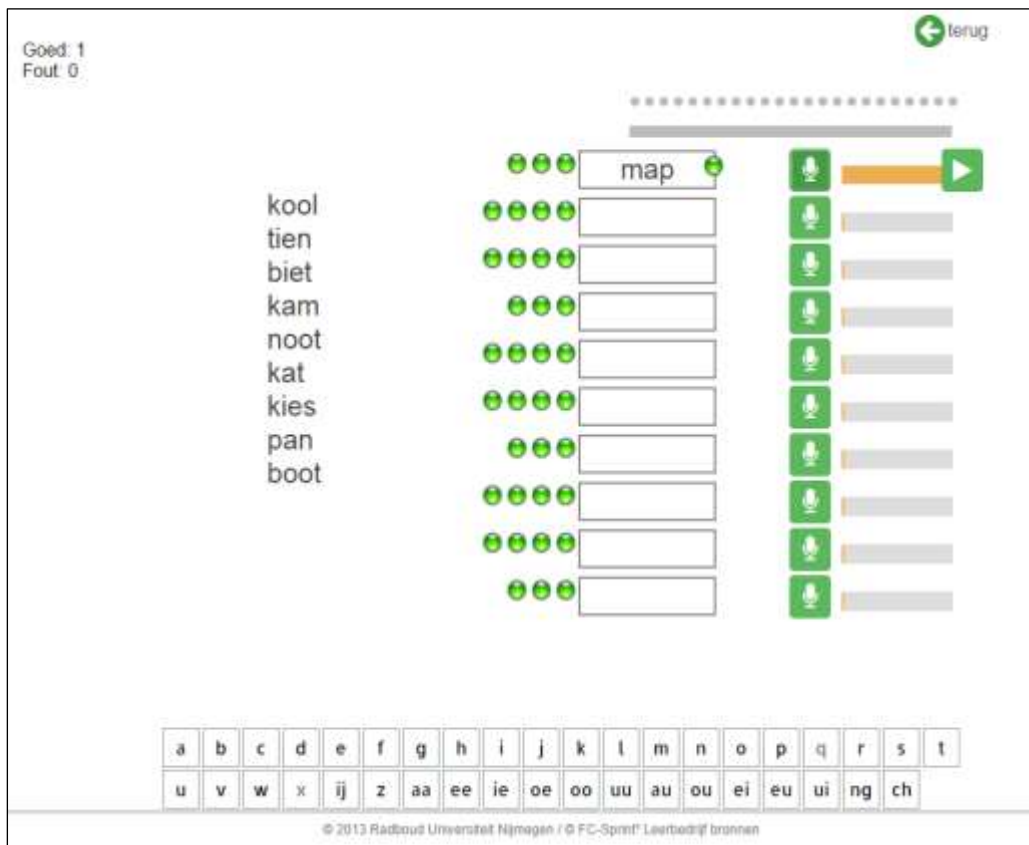 terug
Goed: 1
Fout: 0
map
kool
tien
biet
kam
noot
kat
kies
pan
boot
a b c d e f g h i j k l m n o p q r s t
u v w x ij z aa ee ie oe oo uu au ou ei eu ui ng ch
© 2013 Radboud Universiteit Nijmegen / © FC-Sprint² Leerbedrijf bronnen